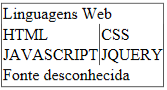 Linguagens Web
HTML CSS
JAVASCRIPT JQUERY
Fonte desconhecida